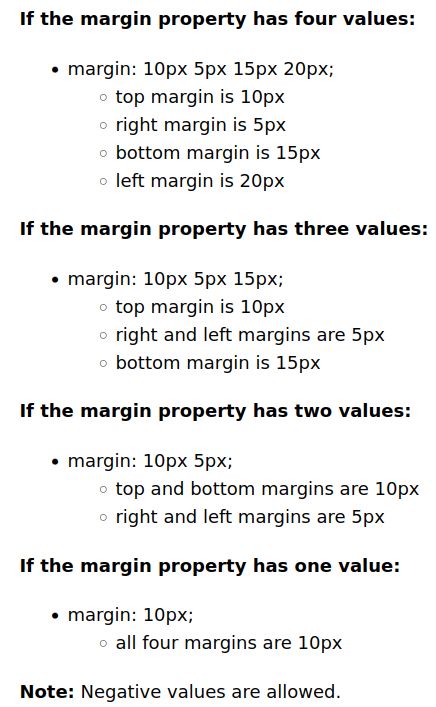 If the margin property has four values:
margin: 10px 5px 15px 20px;
top margin is 10px
right margin is 5px
bottom margin is 15px
left margin is 20px
If the margin property has three values:
margin: 10px 5px 15px;
top margin is 10px
right and left margins are 5px
bottom margin is 15px
If the margin property has two values:
margin: 10px 5px;
top and bottom margins are 10px
right and left margins are 5px
If the margin property has one value:
margin: 10px;
all four margins are 10px
Note: Negative values are allowed.